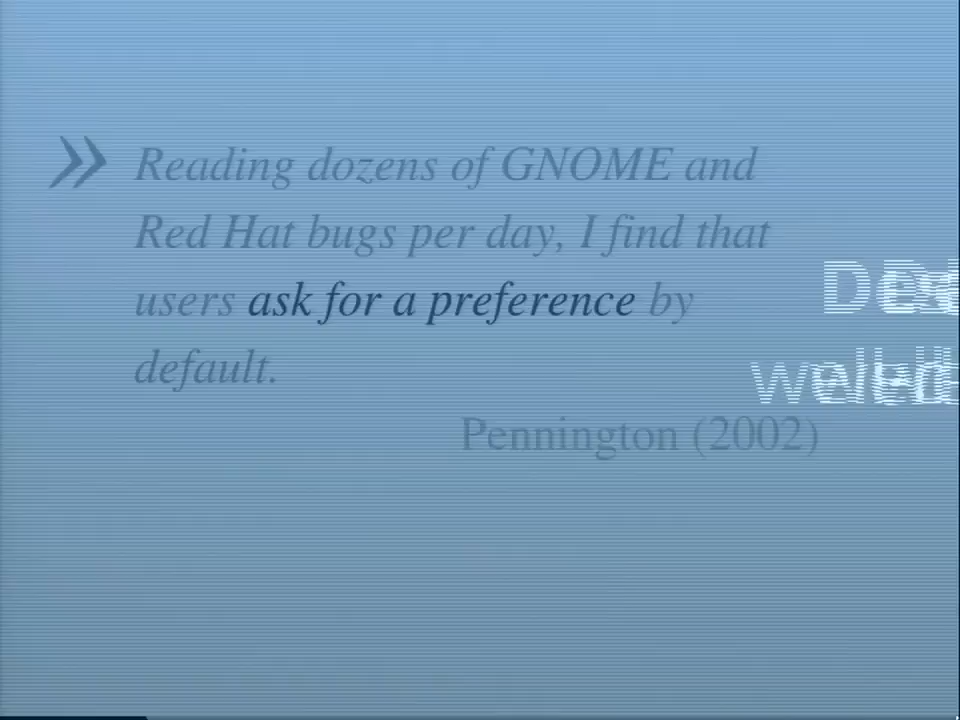 » Reading dozens of GNOME and
Red Hat bugs per day, I find that
users ask for a preference by
default.
Pennington (2002)